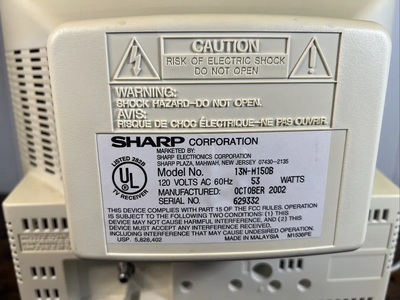 CAUTION
RISK OF ELECTRIC SHOCK
DO NOT OPEN
WARNING:
SHOCK HAZARD–DO NOT OPEN.
AVIS:
RISQUE DE CHOC ÉLECTRIQUE–NE PAS OUVRIR.
SHARP CORPORATION
MARKETED BY:
SHARP ELECTRONICS CORPORATION
SHARP PLAZA, MAHWAH, NEW JERSEY 07430-2135
LISTED 282B
UL
TV RECEIVER
Model No. 13N-M150B
120 VOLTS AC 60Hz 53 WATTS
MANUFACTURED: OCTOBER 2002
SERIAL NO. 629332
THIS DEVICE COMPLIES WITH PART 15 OF THE FCC RULES. OPERATION
IS SUBJECT TO THE FOLLOWING TWO CONDITIONS: (1) THIS DEVICE
MAY NOT CAUSE HARMFUL INTERFERENCE, AND (2) THIS
DEVICE MUST ACCEPT ANY INTERFERENCE RECEIVED,
INCLUDING INTERFERENCE THAT MAY CAUSE UNDESIRED OPERATION.
USP. 5,828,402 MADE IN MALAYSIA M1536PE